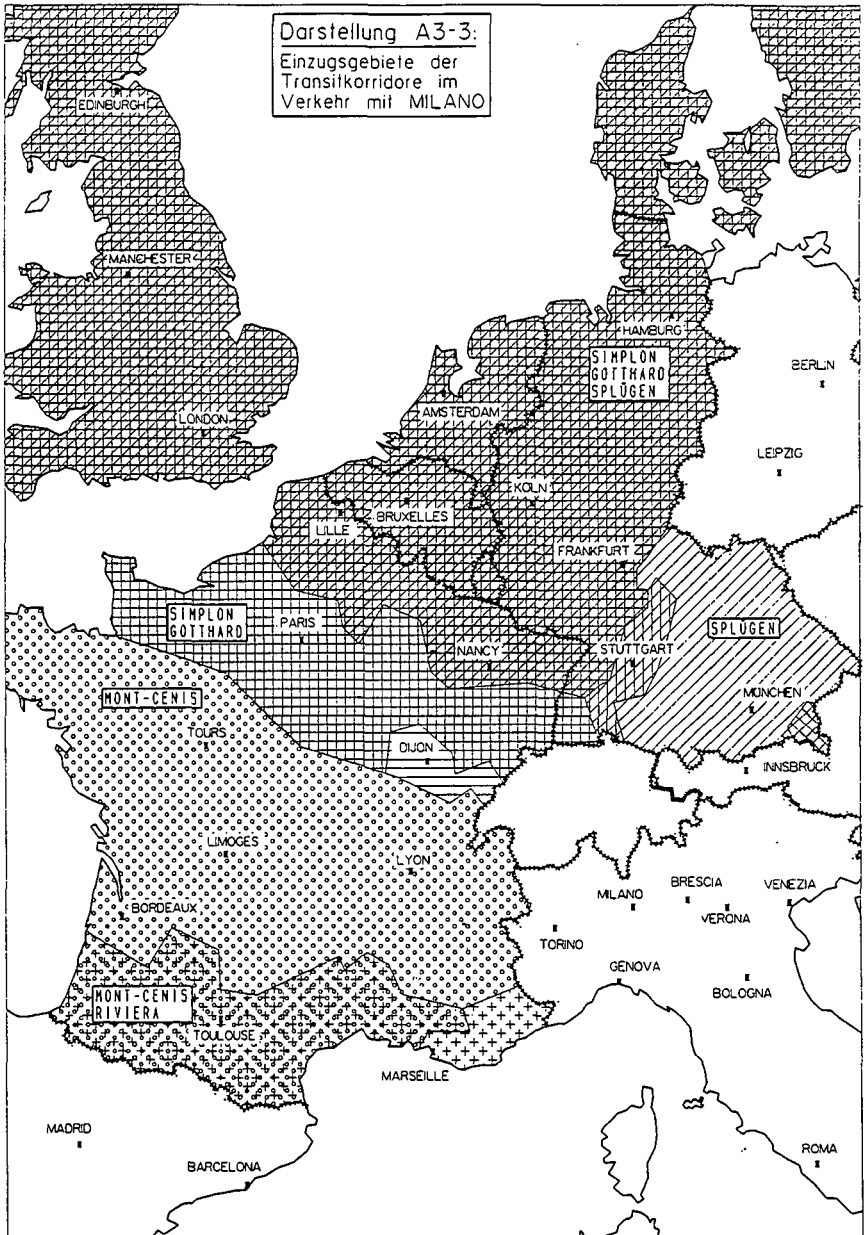 Darstellung A3-3:
Einzugsgebiete der
Transitkorridore im
Verkehr mit MILANO
EDINBURGH
MANCHESTER
LONDON
HAMBURG
SIMPLON
GOTTHARD
SPLÜGEN
BERLIN
AMSTERDAM
LEIPZIG
KÖLN
BRUXELLES
LILLE
FRANKFURT
SIMPLON
GOTTHARD
PARIS
NANCY
STUTTGART
SPLÜGEN
MONT-CENIS
MÜNCHEN
TOURS
DIJON
INNSBRUCK
LIMOGES
LYON
MILANO
BRESCIA
VENEZIA
BORDEAUX
VERONA
TORINO
GENOVA
BOLOGNA
MONT-CENIS
RIVIERA
TOULOUSE
MARSEILLE
MADRID
BARCELONA
ROMA